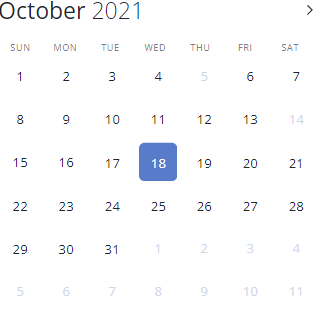 October 2021
SUN MON TUE WED THU FRI SAT
1 2 3 4 5 6 7
8 9 10 11 12 13 14
15 16 17 18 19 20 21
22 23 24 25 26 27 28
29 30 31 1 2 3 4
5 6 7 8 9 10 11